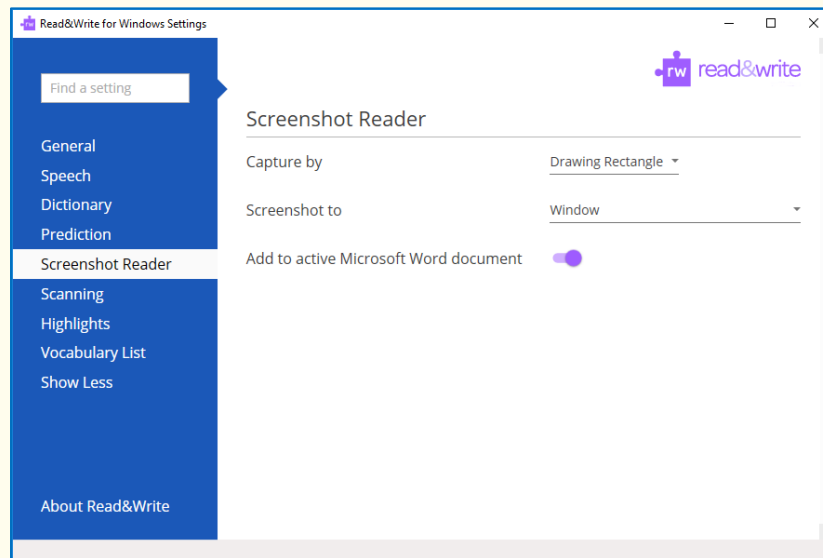 Read&Write for Windows Settings
rw read&write
Find a setting
General
Speech
Dictionary
Prediction
Screenshot Reader
Scanning
Highlights
Vocabulary List
Show Less
About Read&Write
Screenshot Reader
Capture by Drawing Rectangle
Screenshot to Window
Add to active Microsoft Word document